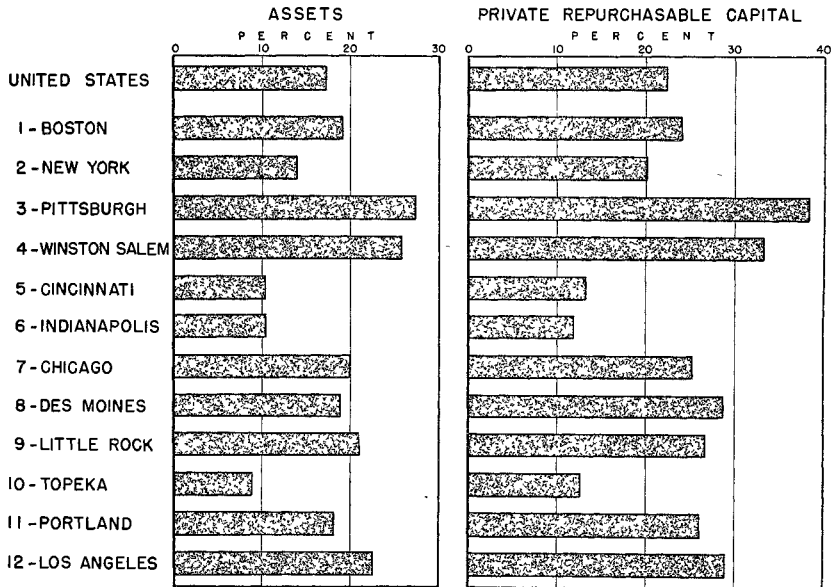 ASSETS
PERCENT
0 10 20 30
PRIVATE REPURCHASABLE CAPITAL
PERCENT
0 10 20 30 40
UNITED STATES
1-BOSTON
2-NEW YORK
3-PITTSBURGH
4-WINSTON SALEM
5-CINCINNATI
6-INDIANAPOLIS
7-CHICAGO
8-DES MOINES
9-LITTLE ROCK
10-TOPEKA
11-PORTLAND
12-LOS ANGELES